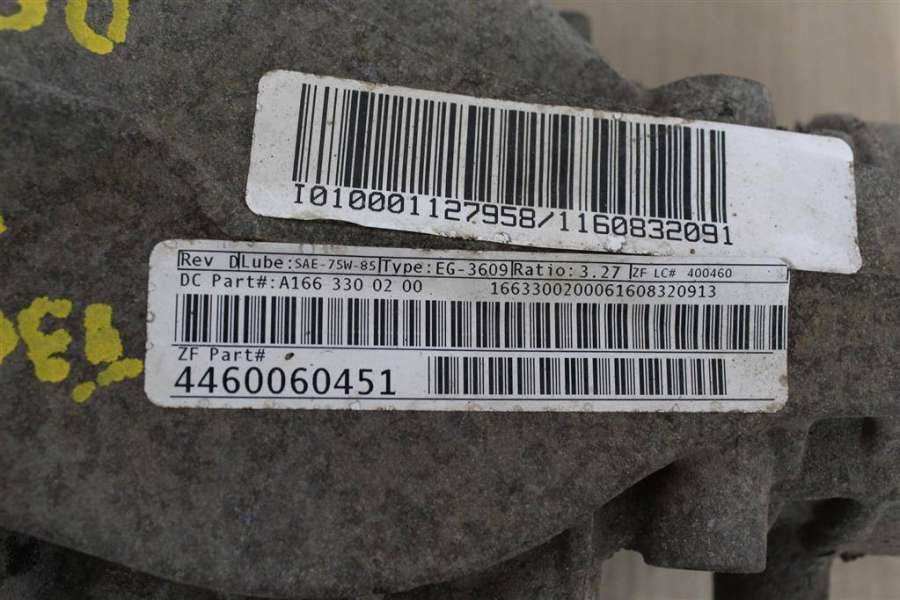 I010001127958/1160832091
Rev D Lube:SAE-75W-85 Type:EG-3609 Ratio:3.27 ZF LC# 400460
DC Part#:A166 330 02 00 1663300200061608320913
ZF Part#
4460060451